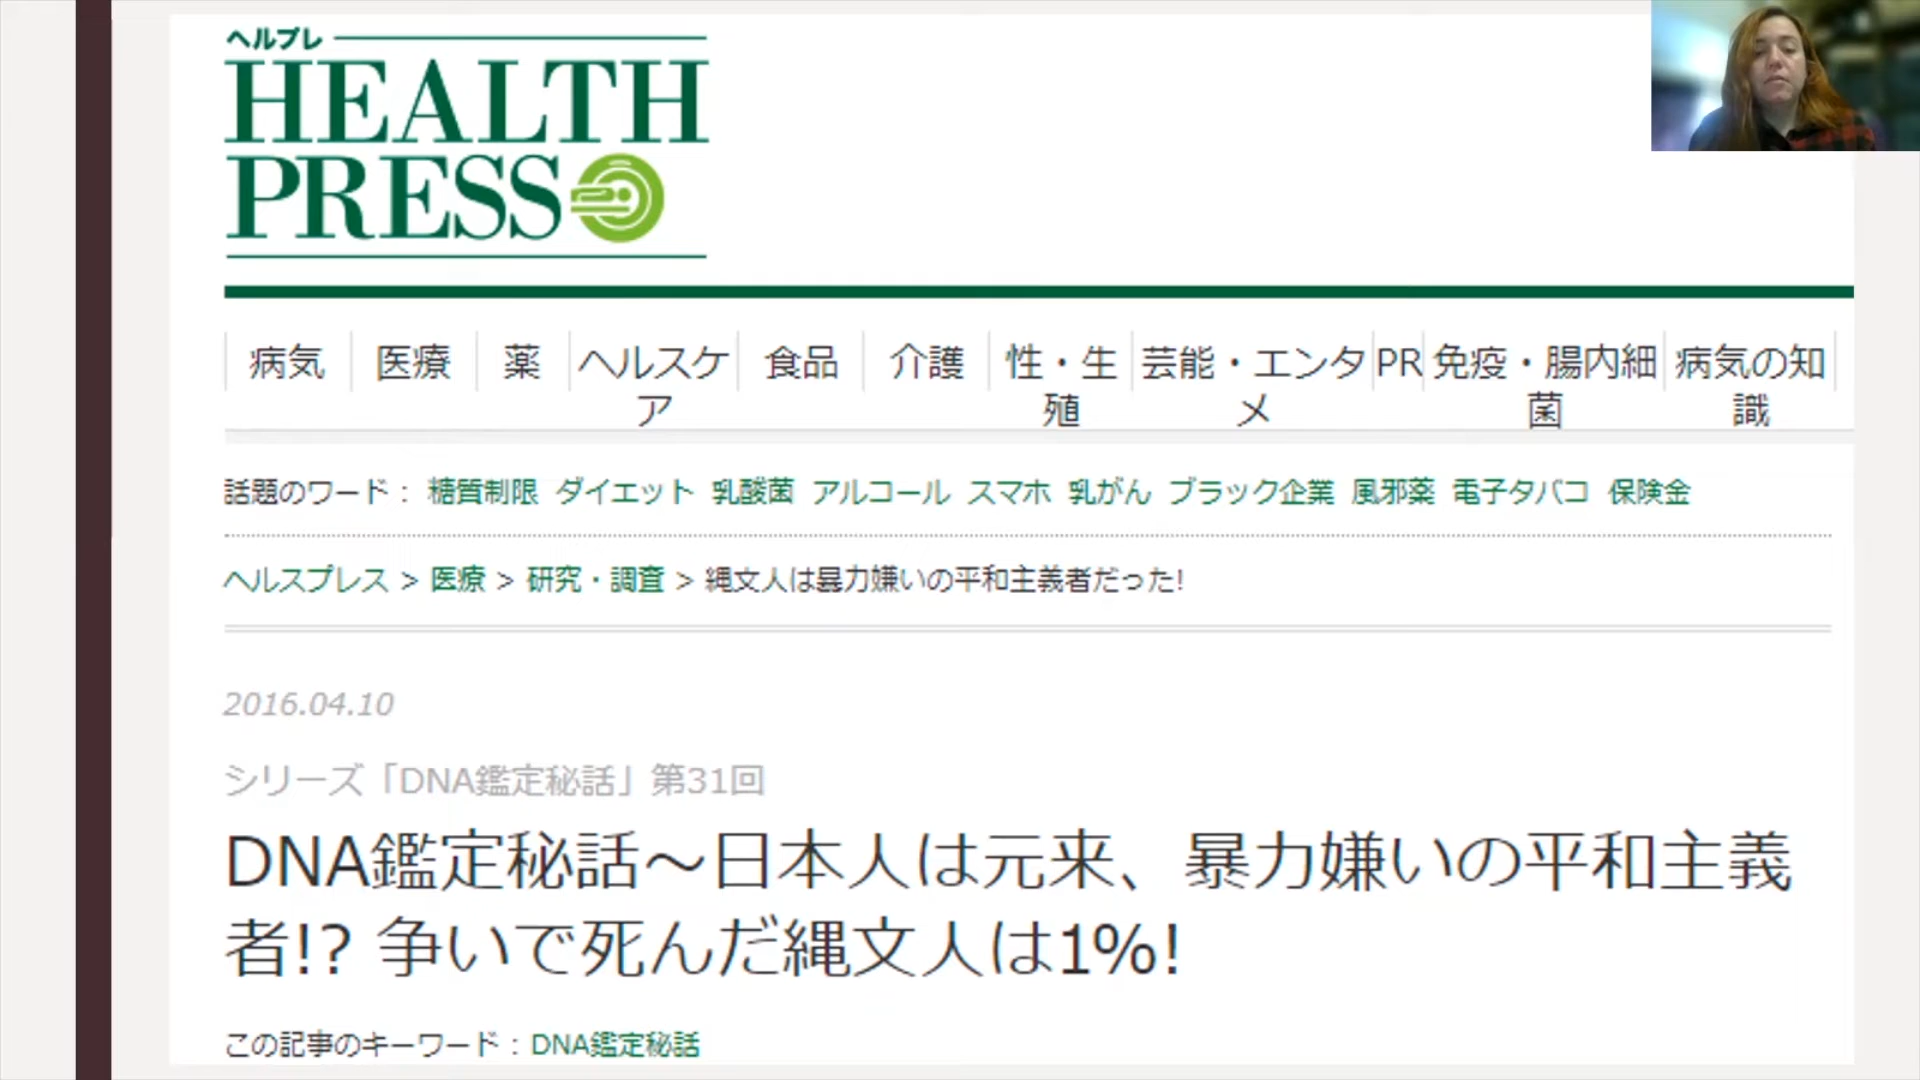 ヘルプレ
HEALTH
PRESS
病気 医療 薬 ヘルスケア 食品 介護 性・生殖 芸能・エンタメ PR 免疫・腸内細菌 病気の知識
話題のワード： 糖質制限 ダイエット 乳酸菌 アルコール スマホ 乳がん ブラック企業 風邪薬 電子タバコ 保険金
ヘルスプレス > 医療 > 研究・調査 > 縄文人は暴力嫌いの平和主義者だった!
2016.04.10
シリーズ「DNA鑑定秘話」第31回
DNA鑑定秘話～日本人は元来、暴力嫌いの平和主義
者!? 争いで死んだ縄文人は1%!
この記事のキーワード：DNA鑑定秘話